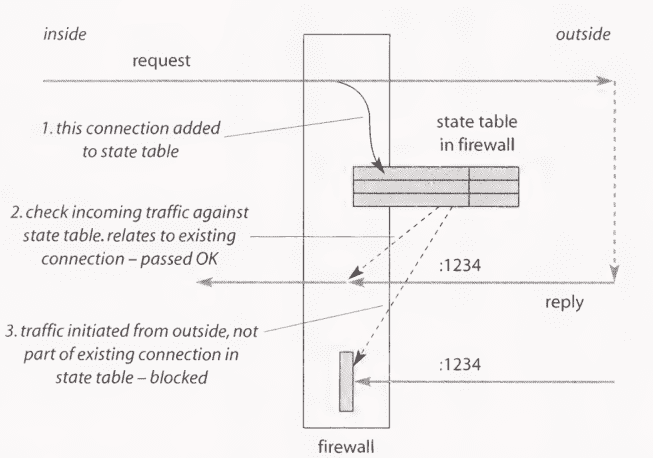 inside
outside
request
1. this connection added
to state table
state table
in firewall
2. check incoming traffic against
state table. relates to existing
connection – passed OK
:1234
reply
3. traffic initiated from outside, not
part of existing connection in
state table – blocked
:1234
firewall